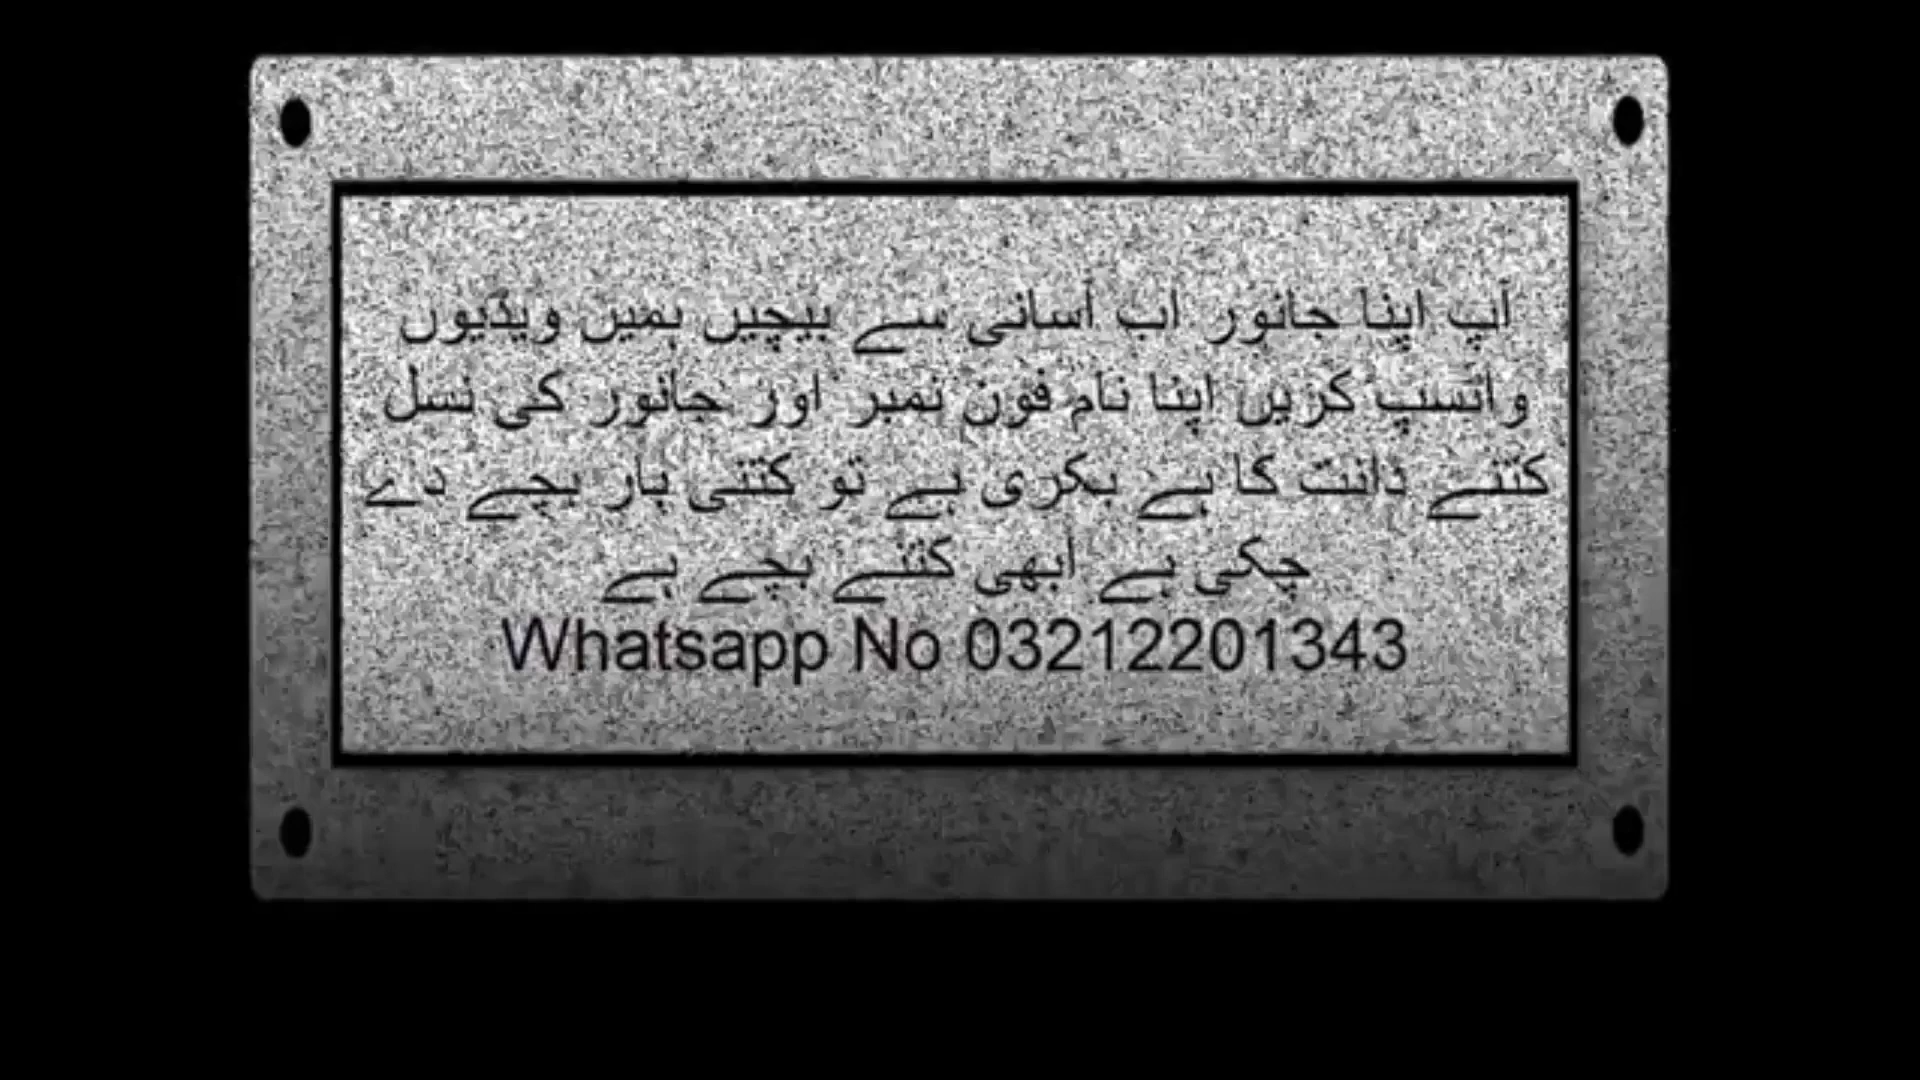 آپ اپنا جانور اب آسانی سے بیچیں ہمیں ویڈیوں
واٹسپ کریں اپنا نام فون نمبر اور جانور کی نسل
کتنے دانت کا ہے بکری ہے تو کتنی بار بچے دے
چکی ہے ابھی کتنے بچے ہے
Whatsapp No 03212201343